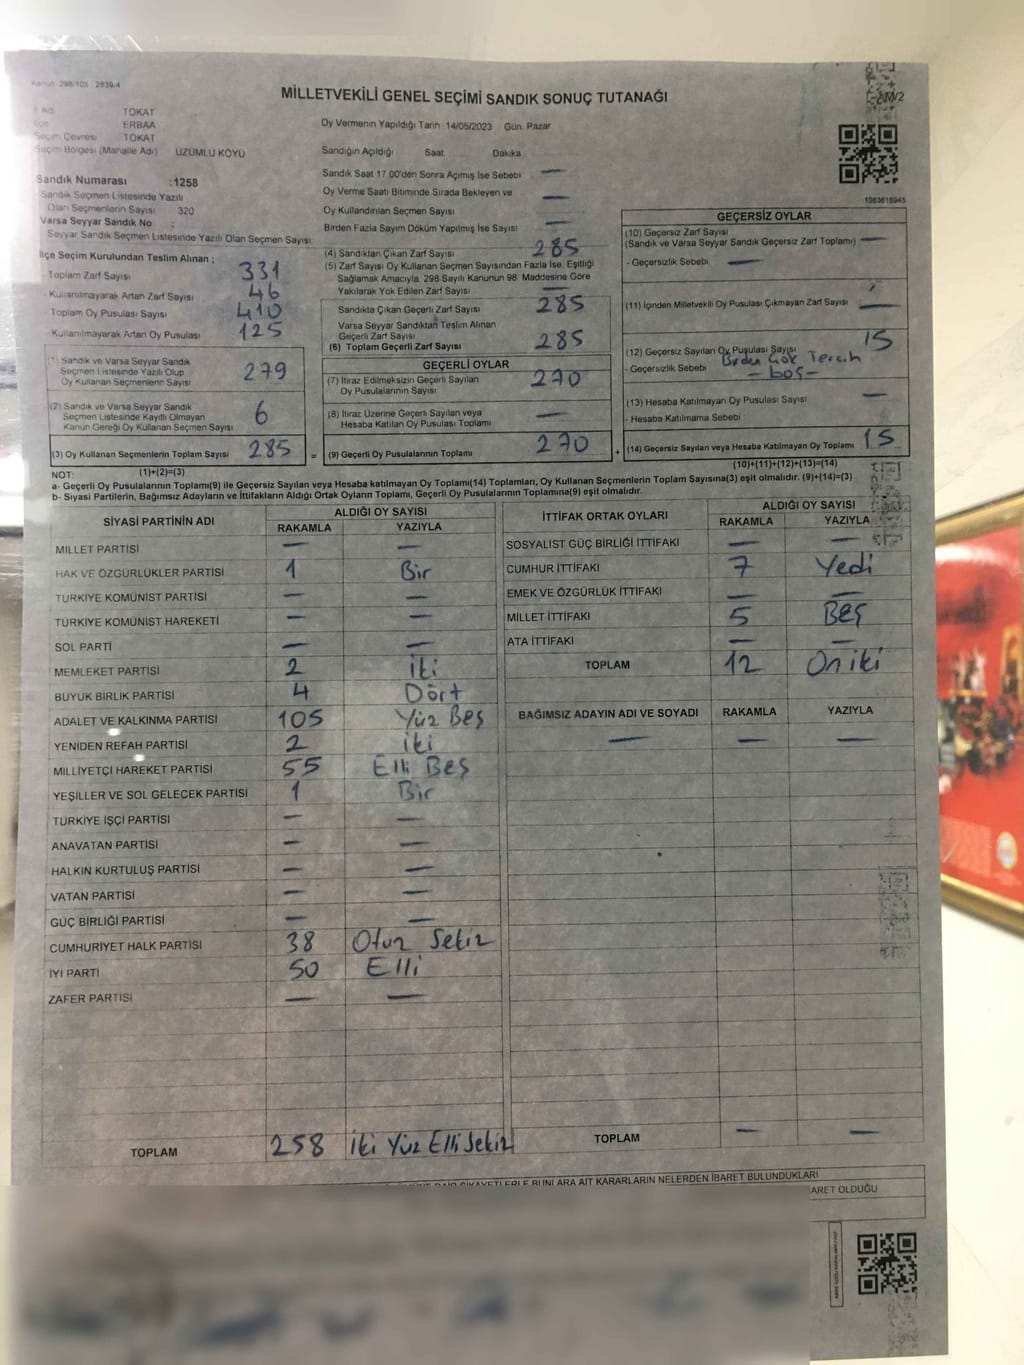 Kanun 298/105 2839-4
MİLLETVEKİLİ GENEL SEÇİMİ SANDIK SONUÇ TUTANAĞI
İl Adı TOKAT
İlçe ERBAA
Seçim Çevresi TOKAT
Seçim Bölgesi (Mahalle Adı) ÜZÜMLÜ KÖYÜ
Sandık Numarası :1258
Sandık Seçmen Listesinde Yazılı
Olan Seçmenlerin Sayısı 320
Varsa Seyyar Sandık No :
Seyyar Sandık Seçmen Listesinde Yazılı Olan Seçmen Sayısı
İlçe Seçim Kurulundan Teslim Alınan ;
- Toplam Zarf Sayısı 331
- Kullanılmayarak Artan Zarf Sayısı 46
Toplam Oy Pusulası Sayısı 410
- Kullanılmayarak Artan Oy Pusulası 125
(1) Sandık ve Varsa Seyyar Sandık
Seçmen Listesinde Yazılı Olup
Oy Kullanan Seçmenlerin Sayısı 279
(2) Sandık ve Varsa Seyyar Sandık
Seçmen Listesinde Kayıtlı Olmayan
Kanun Gereği Oy Kullanan Seçmen Sayısı 6
(3) Oy Kullanan Seçmenlerin Toplam Sayısı 285 =
Oy Vermenin Yapıldığı Tarih 14/05/2023 Gün Pazar
Sandığın Açıldığı Saat Dakika
Sandık Saat 17 00'den Sonra Açımış İse Sebebi —
Oy Verme Saati Bitiminde Sırada Bekleyen ve
Oy Kullandırılan Seçmen Sayısı —
Birden Fazla Sayım Döküm Yapılmış İse Sayısı —
(4) Sandıktan Çıkan Zarf Sayısı 285
(5) Zarf Sayısı Oy Kullanan Seçmen Sayısından Fazla İse, Eşitliği
Sağlamak Amacıyla, 298 Sayılı Kanunun 98. Maddesine Göre
Yakılarak Yok Edilen Zarf Sayısı —
Sandıkta Çıkan Geçerli Zarf Sayısı 285
Varsa Seyyar Sandıktan Teslim Alınan
Geçerli Zarf Sayısı
(6) Toplam Geçerli Zarf Sayısı 285
GEÇERLİ OYLAR
(7) İtiraz Edilmeksizin Geçerli Sayılan
Oy Pusulalarının Sayısı 270
(8) İtiraz Üzerine Geçerli Sayılan veya
Hesaba Katılan Oy Pusulası Toplamı —
(9) Geçerli Oy Pusulalarının Toplamı 270 +
1083618945
GEÇERSİZ OYLAR
(10) Geçersiz Zarf Sayısı
(Sandık ve Varsa Seyyar Sandık Geçersiz Zarf Toplamı) —
- Geçersizlik Sebebi —
(11) İçinden Milletvekili Oy Pusulası Çıkmayan Zarf Sayısı —
(12) Geçersiz Sayılan Oy Pusulası Sayısı 15
- Geçersizlik Sebebi Birden Çok Tercih
- boş -
(13) Hesaba Katılmayan Oy Pusulası Sayısı —
- Hesaba Katılmama Sebebi
(14) Geçersiz Sayılan veya Hesaba Katılmayan Oy Toplamı 15
NOT: (1)+(2)=(3) (10)+(11)+(12)+(13)=(14)
a- Geçerli Oy Pusulalarının Toplamı(9) ile Geçersiz Sayılan veya Hesaba katılmayan Oy Toplamı(14) Toplamları, Oy Kullanan Seçmenlerin Toplam Sayısına(3) eşit olmalıdır. (9)+(14)=(3)
b- Siyasi Partilerin, Bağımsız Adayların ve İttifakların Aldığı Ortak Oyların Toplamı, Geçerli Oy Pusulalarının Toplamına(9) eşit olmalıdır.
SİYASİ PARTİNİN ADI ALDIĞI OY SAYISI
RAKAMLA YAZIYLA
MİLLET PARTİSİ — —
HAK VE ÖZGÜRLÜKLER PARTİSİ 1 Bir
TÜRKİYE KOMÜNİST PARTİSİ — —
TÜRKİYE KOMÜNİST HAREKETİ — —
SOL PARTİ — —
MEMLEKET PARTİSİ 2 İki
BÜYÜK BİRLİK PARTİSİ 4 Dört
ADALET VE KALKINMA PARTİSİ 105 Yüz Beş
YENİDEN REFAH PARTİSİ 2 iki
MİLLİYETÇİ HAREKET PARTİSİ 55 Elli Beş
YEŞİLLER VE SOL GELECEK PARTİSİ 1 Bir
TÜRKİYE İŞÇİ PARTİSİ — —
ANAVATAN PARTİSİ — —
HALKIN KURTULUŞ PARTİSİ — —
VATAN PARTİSİ — —
GÜÇ BİRLİĞİ PARTİSİ — —
CUMHURİYET HALK PARTİSİ 38 Otuz Sekiz
İYİ PARTİ 50 Elli
ZAFER PARTİSİ — —
TOPLAM 258 İki Yüz Elli Sekiz
İTTİFAK ORTAK OYLARI ALDIĞI OY SAYISI
RAKAMLA YAZIYLA
SOSYALİST GÜÇ BİRLİĞİ İTTİFAKI — —
CUMHUR İTTİFAKI 7 Yedi
EMEK VE ÖZGÜRLÜK İTTİFAKI — —
MİLLET İTTİFAKI 5 Beş
ATA İTTİFAKI — —
TOPLAM 12 On iki
BAĞIMSIZ ADAYIN ADI VE SOYADI RAKAMLA YAZIYLA
— — —
TOPLAM — —
BUNLARA AİT KARARLARIN NELERDEN İBARET BULUNDUKLARI